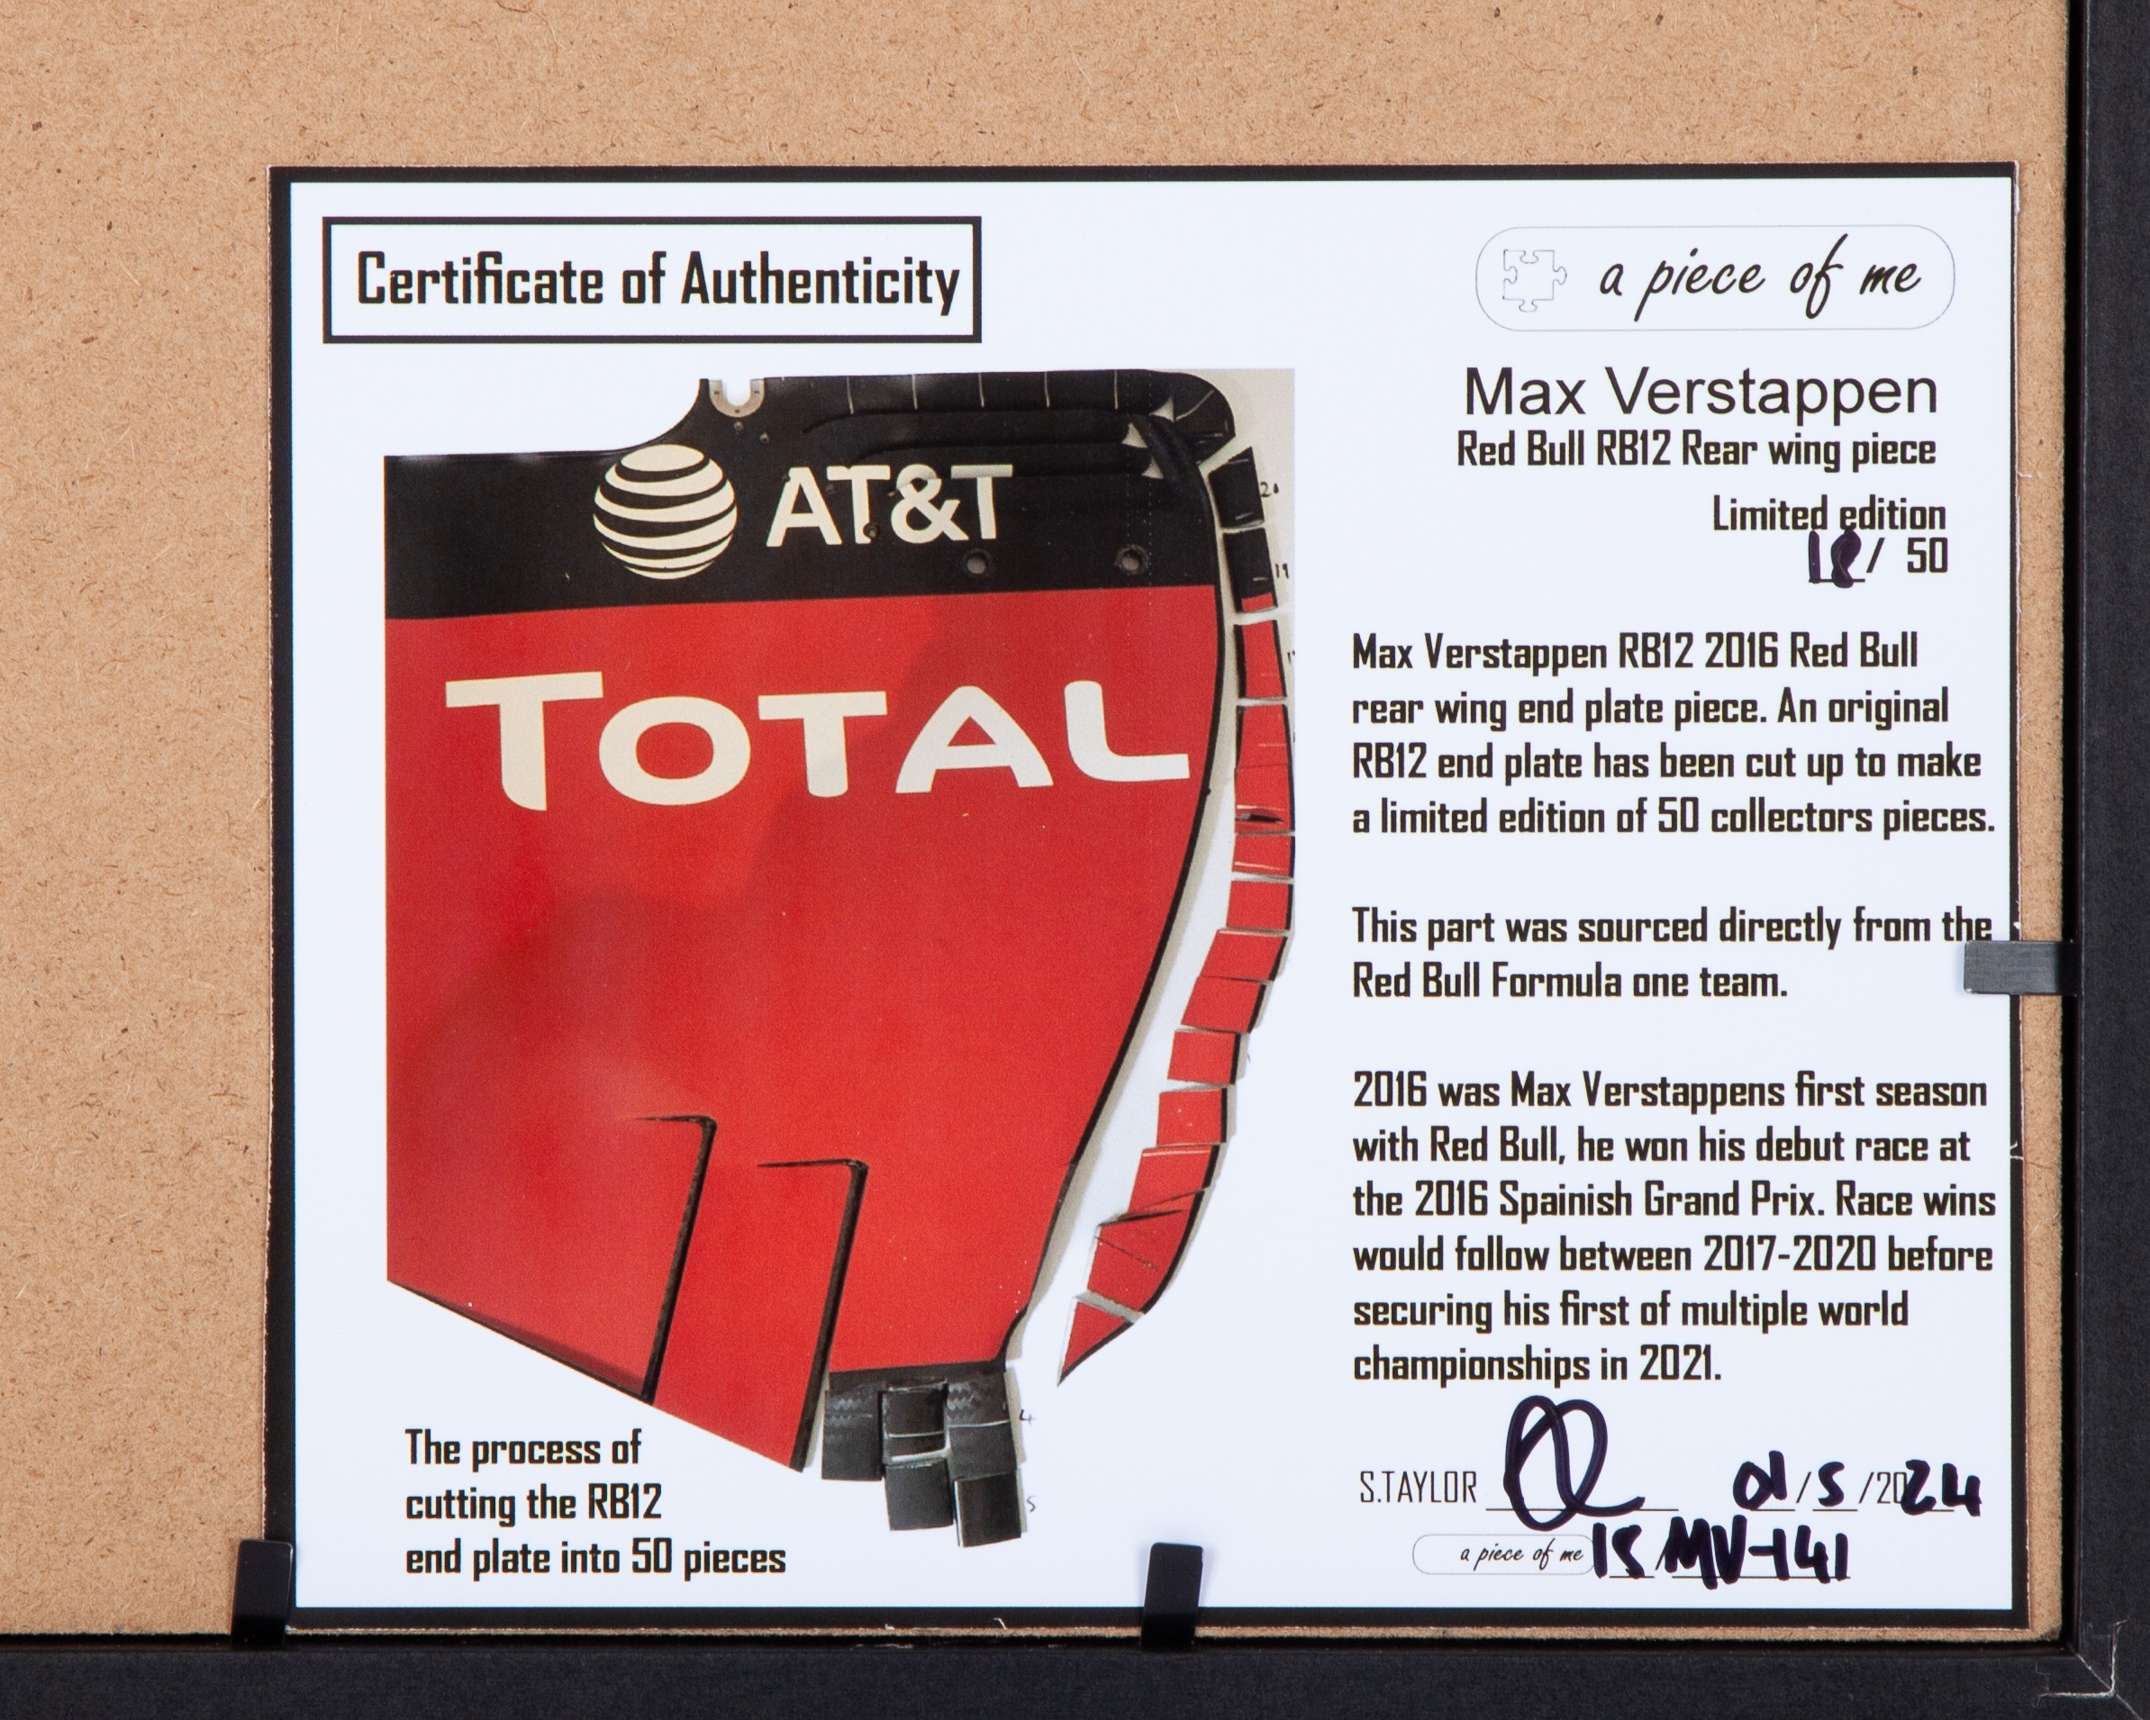 Certificate of Authenticity
a piece of me
Max Verstappen
Red Bull RB12 Rear wing piece
Limited edition
18/ 50
AT&T
TOTAL
20
19
4
5
Max Verstappen RB12 2016 Red Bull
rear wing end plate piece. An original
RB12 end plate has been cut up to make
a limited edition of 50 collectors pieces.
This part was sourced directly from the
Red Bull Formula one team.
2016 was Max Verstappens first season
with Red Bull, he won his debut race at
the 2016 Spainish Grand Prix. Race wins
would follow between 2017-2020 before
securing his first of multiple world
championships in 2021.
The process of
cutting the RB12
end plate into 50 pieces
S.TAYLOR 01/5/2024
a piece of me 15/MV-141